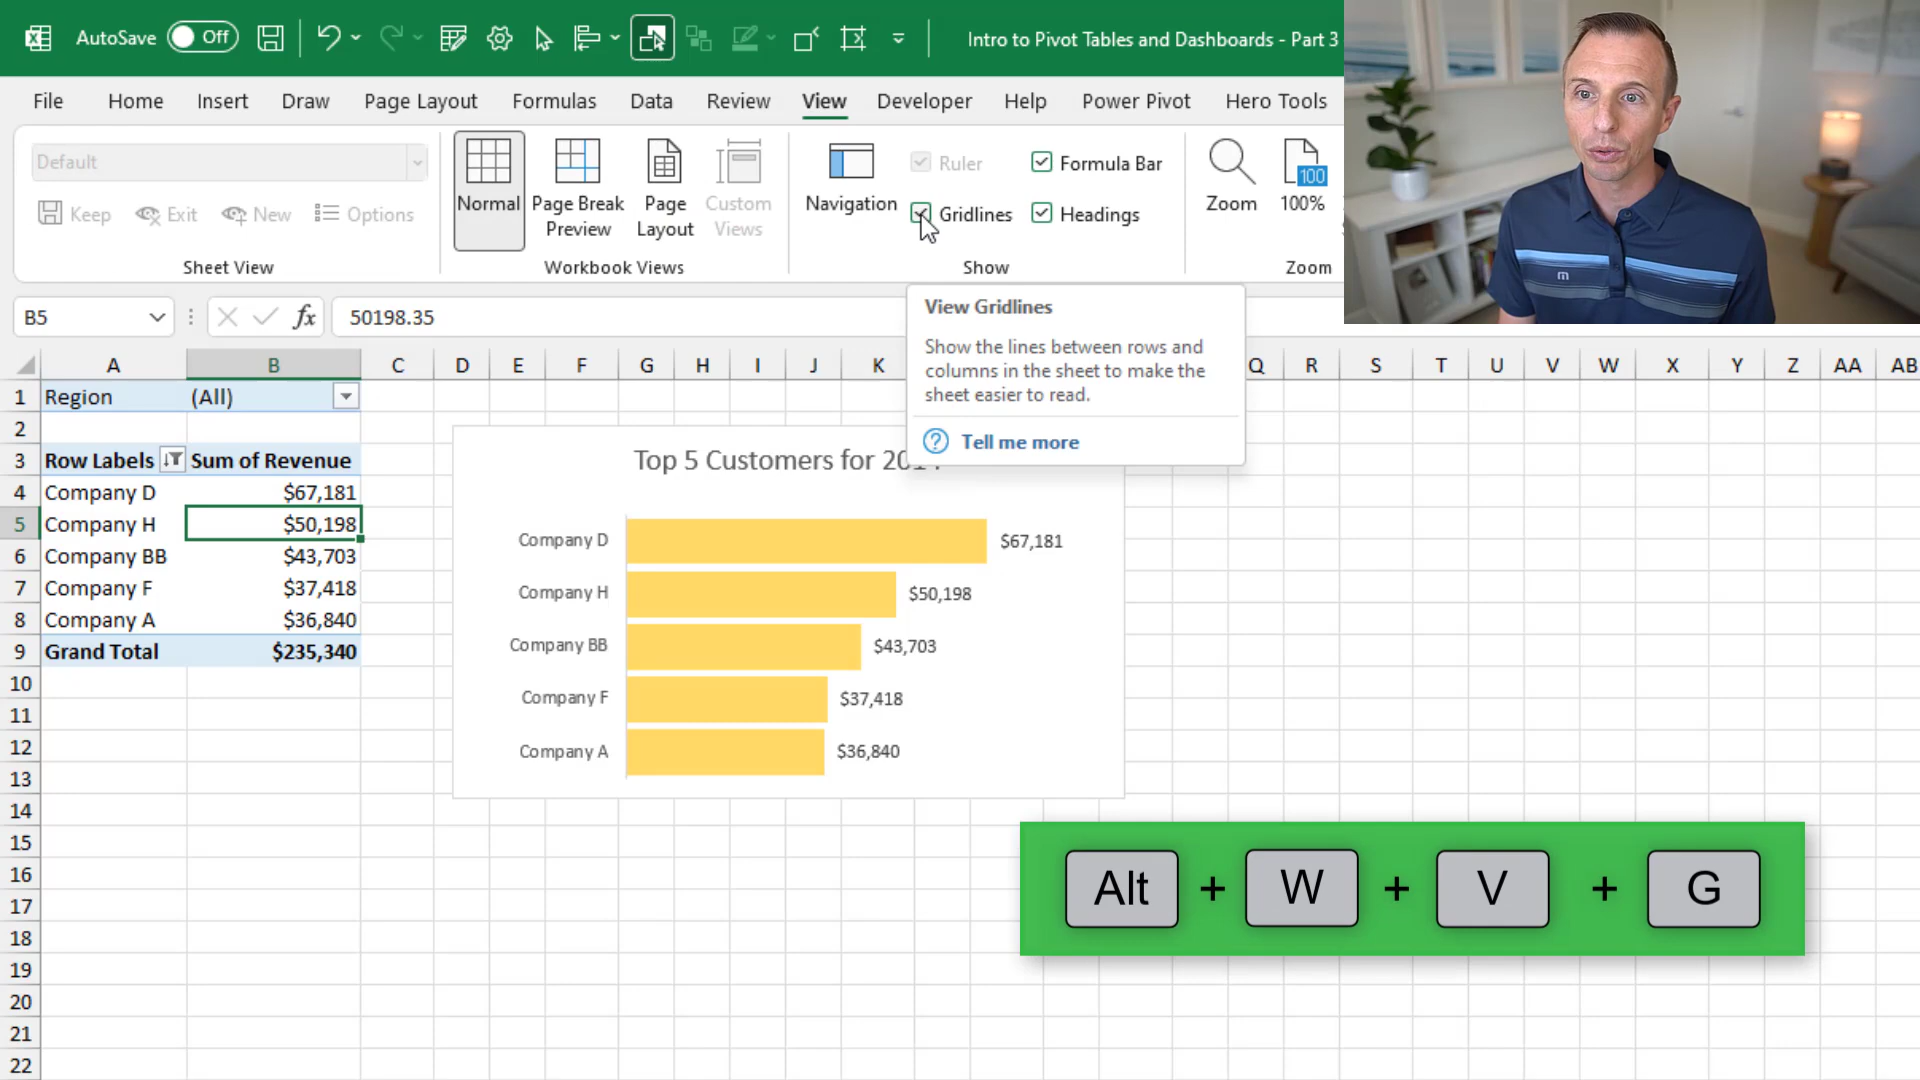 AutoSave Off Intro to Pivot Tables and Dashboards - Part 3
File Home Insert Draw Page Layout Formulas Data Review View Developer Help Power Pivot Hero Tools
Default
Keep Exit New Options
Sheet View
Normal
Page Break
Preview
Page
Layout
Custom
Views
Workbook Views
Navigation
Ruler Formula Bar
Gridlines Headings
Show
Zoom
100
100%
Zoom
B5 fx 50198.35
View Gridlines
Show the lines between rows and
columns in the sheet to make the
sheet easier to read.
Tell me more
A B C D E F G H I J K Q R S T U V W X Y Z AA AB
1 Region (All)
2
3 Row Labels Sum of Revenue
4 Company D $67,181
5 Company H $50,198
6 Company BB $43,703
7 Company F $37,418
8 Company A $36,840
9 Grand Total $235,340
10
11
12
13
14
15
16
17
18
19
20
21
22
Top 5 Customers for
Company D $67,181
Company H $50,198
Company BB $43,703
Company F $37,418
Company A $36,840
Alt + W + V + G